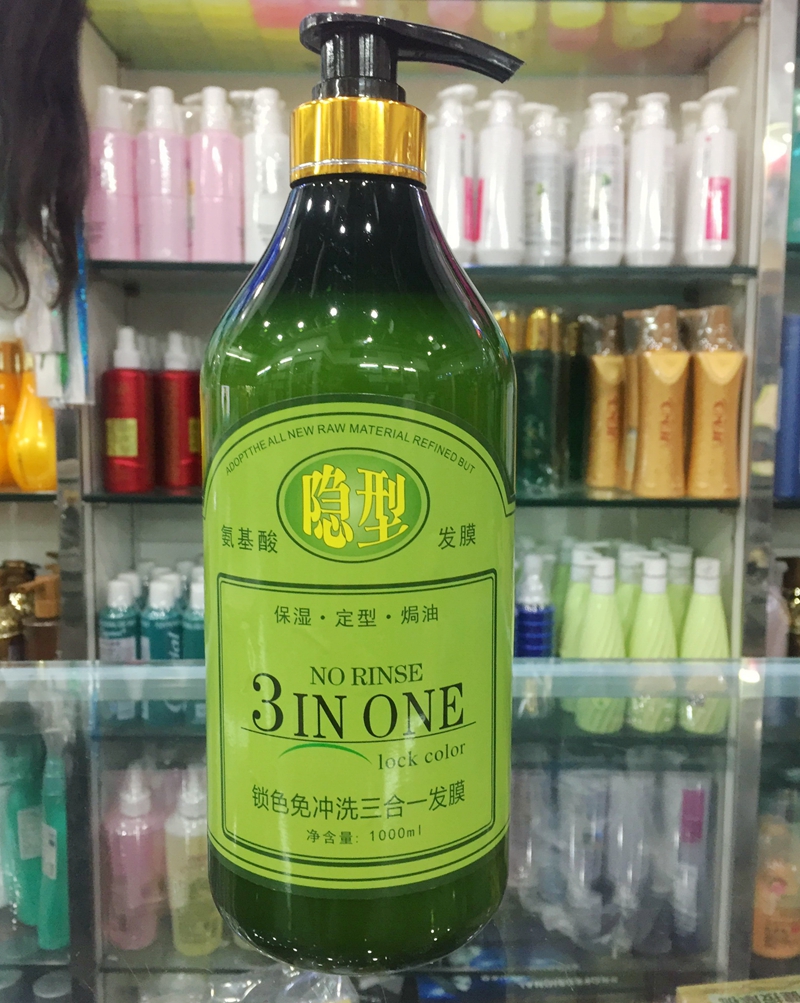 ADOPTTHE ALL NEW RAW MATERIAL REFINED BUT
隐型
氨基酸
发膜
保湿·定型·焗油
NO RINSE
3 IN ONE
lock color
锁色免冲洗三合一发膜
净含量: 1000ml